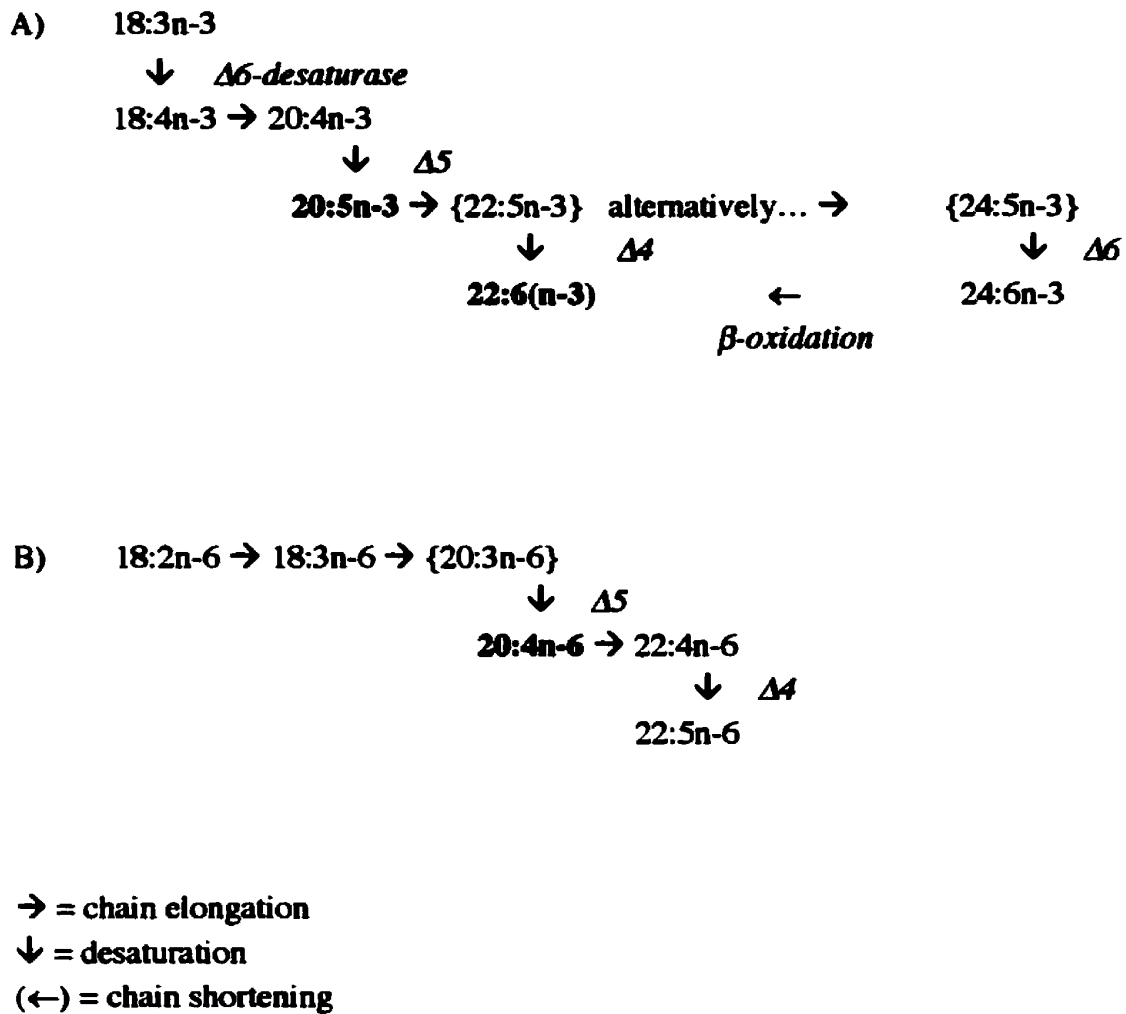 A) 18:3n-3
↓ Δ6-desaturase
18:4n-3 → 20:4n-3
↓ Δ5
20:5n-3 → {22:5n-3} alternatively... → {24:5n-3}
↓ Δ4 ↓ Δ6
22:6(n-3) ← 24:6n-3
β-oxidation
B) 18:2n-6 → 18:3n-6 → {20:3n-6}
↓ Δ5
20:4n-6 → 22:4n-6
↓ Δ4
22:5n-6
→ = chain elongation
↓ = desaturation
(←) = chain shortening